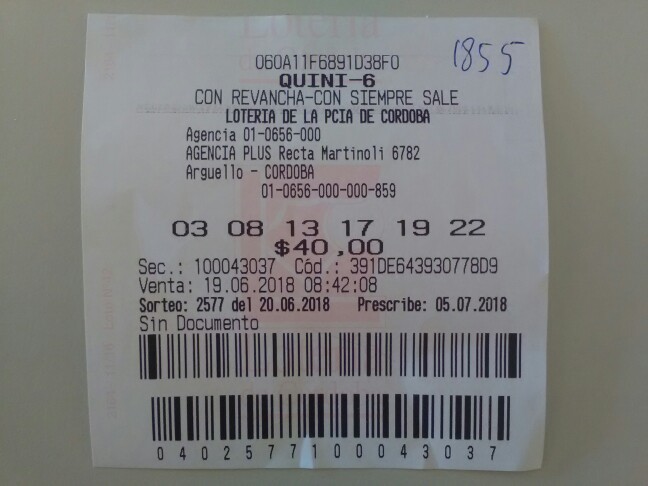 Lotería
060A11F6891D38F0
1855
QUINI-6
CON REVANCHA-CON SIEMPRE SALE
LOTERIA DE LA PCIA DE CORDOBA
Agencia 01-0656-000
AGENCIA PLUS Recta Martinoli 6782
Arguello - CORDOBA
01-0656-000-000-859
03 08 13 17 19 22
$40,00
Sec.: 100043037 Cód.: 391DE643930778D9
Venta: 19.06.2018 08:42:08
Sorteo: 2577 del 20.06.2018 Prescribe: 05.07.2018
Sin Documento
0402577100043037